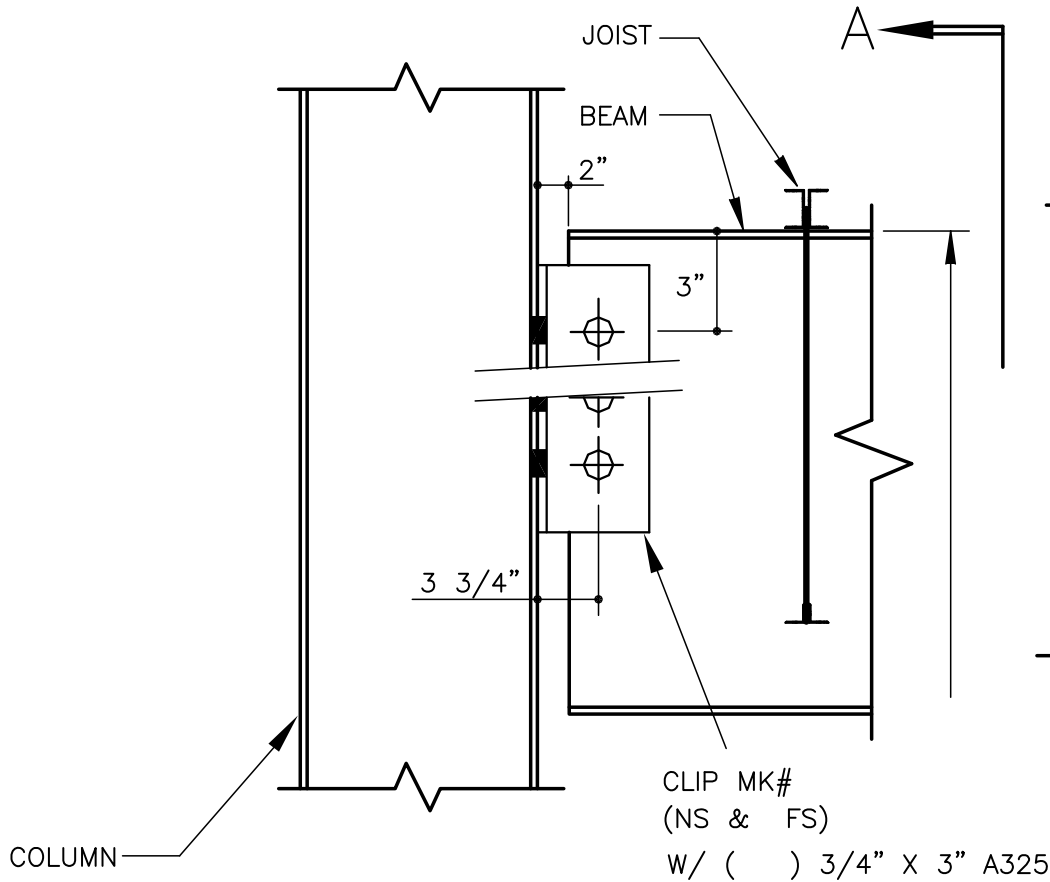 JOIST
A
BEAM
2”
3”
3 3/4”
CLIP MK#
(NS & FS)
W/ ( ) 3/4” X 3” A325
COLUMN